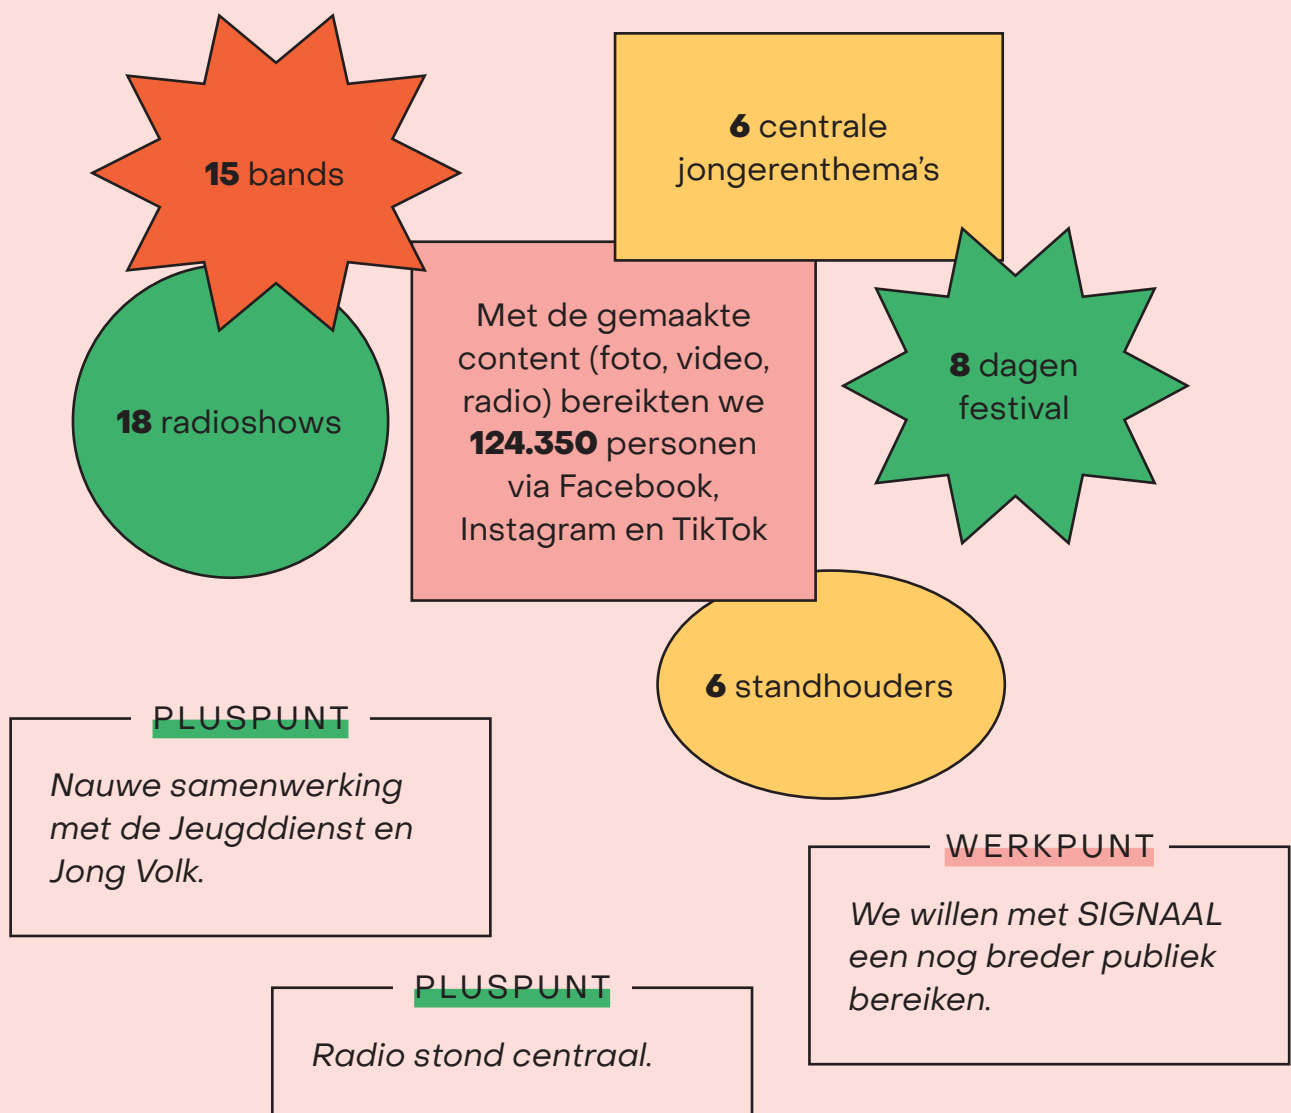 15 bands
6 centrale
jongerenthema’s
18 radioshows
Met de gemaakte
content (foto, video,
radio) bereikten we
124.350 personen
via Facebook,
Instagram en TikTok
8 dagen
festival
6 standhouders
PLUSPUNT
Nauwe samenwerking
met de Jeugddienst en
Jong Volk.
WERKPUNT
We willen met SIGNAAL
een nog breder publiek
bereiken.
PLUSPUNT
Radio stond centraal.